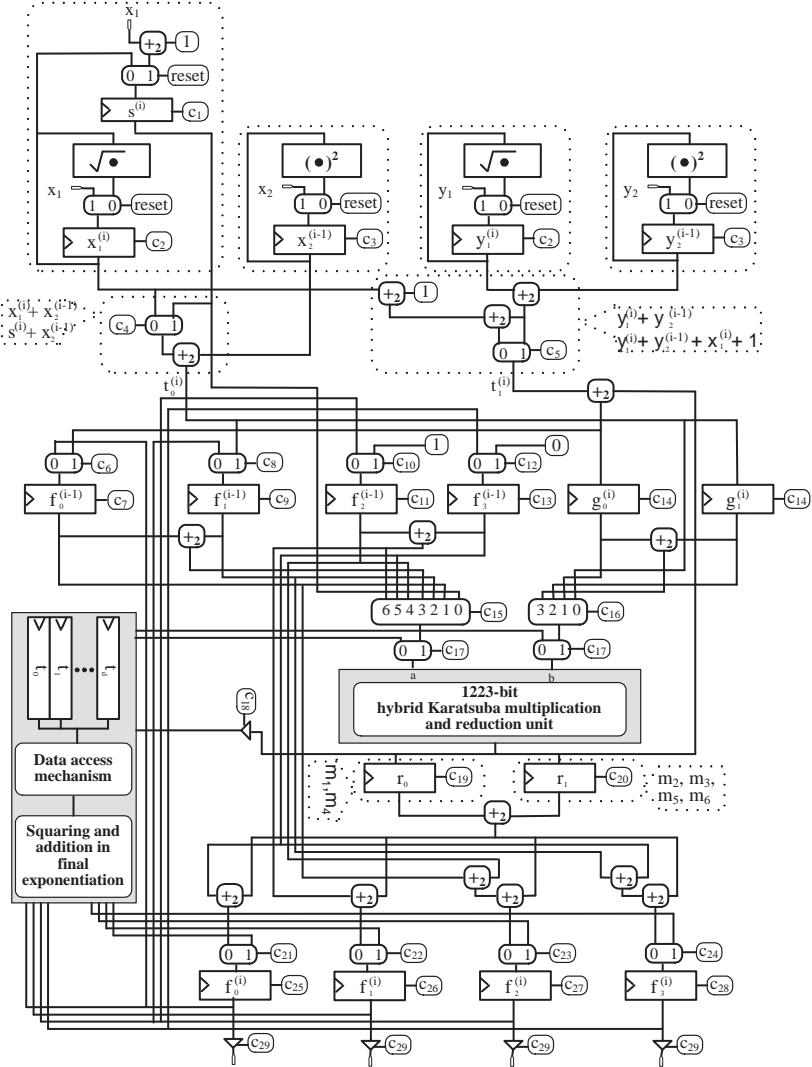 x₁
+₂ 1
0 1 reset
s⁽ⁱ⁾ c₁
√• (•)² √• (•)²
x₁ x₂ y₁ y₂
1 0 reset 1 0 reset 1 0 reset 1 0 reset
x₁⁽ⁱ⁾ c₂ x₂⁽ⁱ⁻¹⁾ c₃ y₁⁽ⁱ⁾ c₂ y₂⁽ⁱ⁻¹⁾ c₃
+₂ 1 +₂
x₁⁽ⁱ⁾+ x₂⁽ⁱ⁻¹⁾
s⁽ⁱ⁾+ x₂⁽ⁱ⁻¹⁾
c₄ 0 1 +₂
+₂
0 1 c₅
y₁⁽ⁱ⁾+ y₂⁽ⁱ⁻¹⁾
y₁⁽ⁱ⁾+ y₂⁽ⁱ⁻¹⁾+ x₁⁽ⁱ⁾+ 1
t₀⁽ⁱ⁾ t₁⁽ⁱ⁾ +₂
1 0
0 1 c₆ 0 1 c₈ 0 1 c₁₀ 0 1 c₁₂
f₀⁽ⁱ⁻¹⁾ c₇ f₁⁽ⁱ⁻¹⁾ c₉ f₂⁽ⁱ⁻¹⁾ c₁₁ f₃⁽ⁱ⁻¹⁾ c₁₃ g₀⁽ⁱ⁾ c₁₄ g₁⁽ⁱ⁾ c₁₄
+₂ +₂ +₂
6 5 4 3 2 1 0 c₁₅ 3 2 1 0 c₁₆
0 1 c₁₇ 0 1 c₁₇
a b
1223-bit
hybrid Karatsuba multiplication
and reduction unit
t₀ t₁ ••• t_d
c₁₈
Data access
mechanism
m₁,m₄
r₀ c₁₉ r₁ c₂₀
m₂, m₃,
m₅, m₆
+₂
Squaring and
addition in
final
exponentiation
+₂ +₂
+₂ +₂ +₂ +₂
0 1 c₂₁ 0 1 c₂₂ 0 1 c₂₃ 0 1 c₂₄
f₀⁽ⁱ⁾ c₂₅ f₁⁽ⁱ⁾ c₂₆ f₂⁽ⁱ⁾ c₂₇ f₃⁽ⁱ⁾ c₂₈
c₂₉ c₂₉ c₂₉ c₂₉